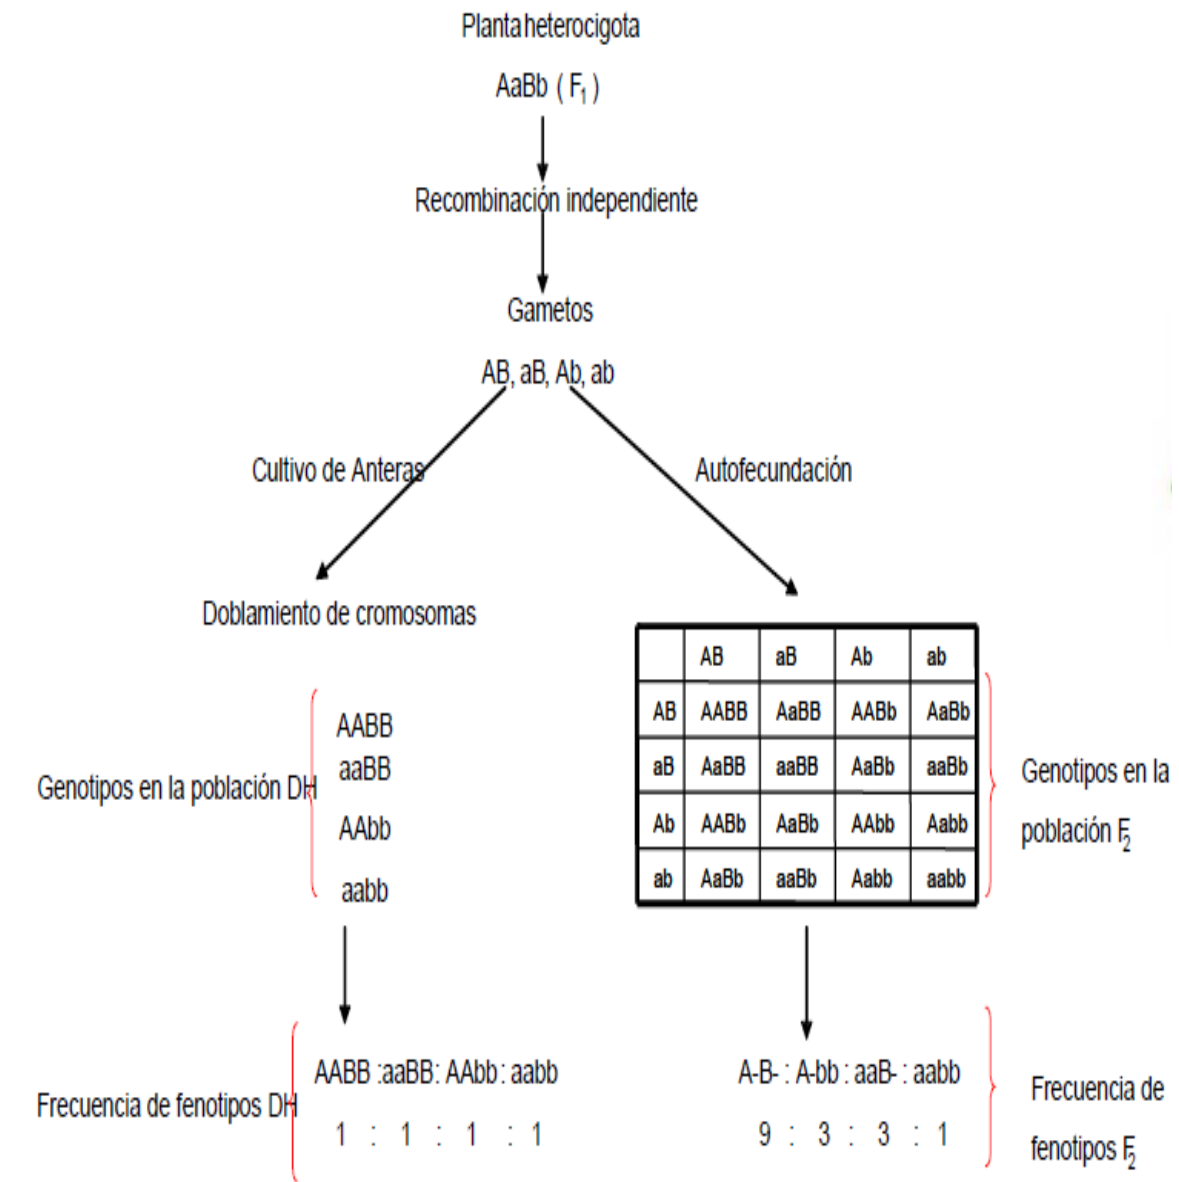 Planta heterocigota
AaBb ( F1 )
Recombinación independiente
Gametos
AB, aB, Ab, ab
Cultivo de Anteras
Autofecundación
Doblamiento de cromosomas
AABB
aaBB
AAbb
aabb
Genotipos en la población DH
AB aB Ab ab
AB AABB AaBB AABb AaBb
aB AaBB aaBB AaBb aaBb
Ab AABb AaBb AAbb Aabb
ab AaBb aaBb Aabb aabb
Genotipos en la
población F2
Frecuencia de fenotipos DH
AABB :aaBB: AAbb : aabb
1 : 1 : 1 : 1
A-B- : A-bb : aaB- : aabb
9 : 3 : 3 : 1
Frecuencia de
fenotipos F2